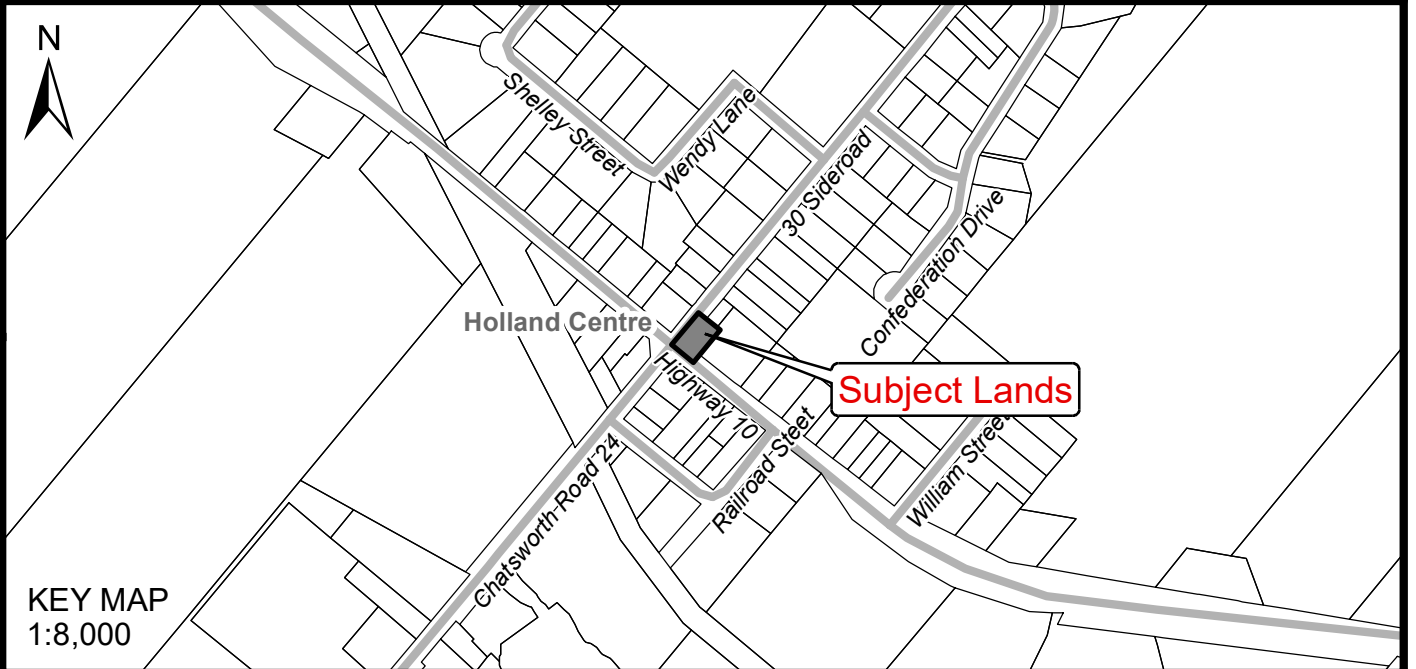 N
Shelley Street
Wendy Lane
30 Sideroad
Confederation Drive
Holland Centre
Highway 10
Subject Lands
Railroad Steet
William Street
Chatsworth Road 24
KEY MAP
1:8,000